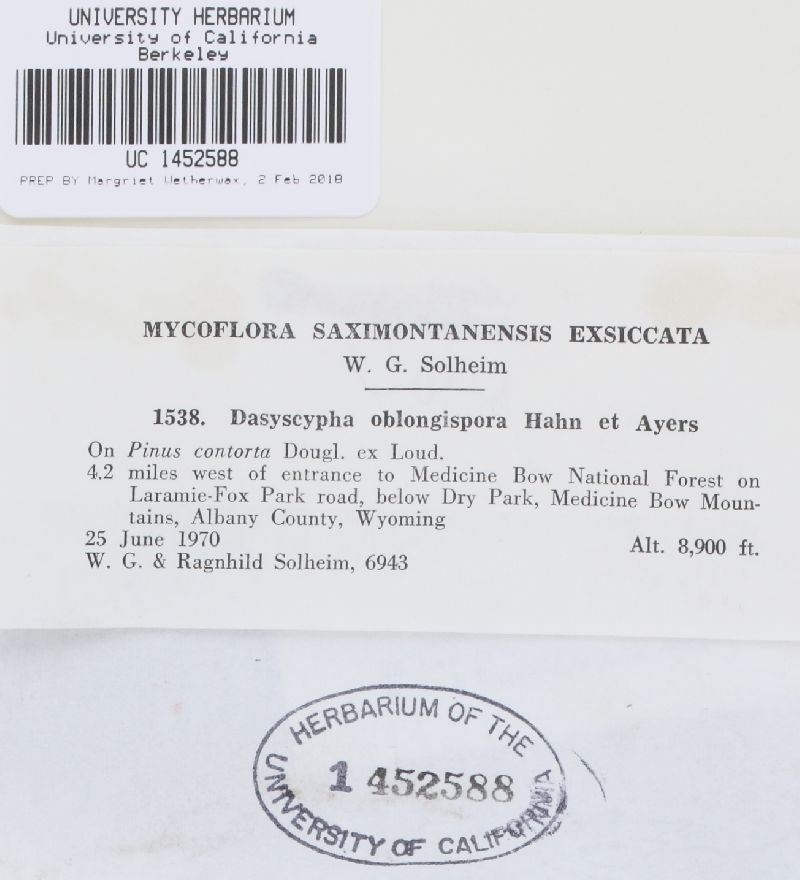 UNIVERSITY HERBARIUM
University of California
Berkeley
UC 1452588
PREP BY Margriet Wetherwax, 2 Feb 2018
MYCOFLORA SAXIMONTANENSIS EXSICCATA
W. G. Solheim
1538. Dasyscypha oblongispora Hahn et Ayers
On Pinus contorta Dougl. ex Loud.
4.2 miles west of entrance to Medicine Bow National Forest on
Laramie-Fox Park road, below Dry Park, Medicine Bow Moun-
tains, Albany County, Wyoming
25 June 1970 Alt. 8,900 ft.
W. G. & Ragnhild Solheim, 6943
HERBARIUM OF THE
1 452588
UNIVERSITY OF CALIFORNIA